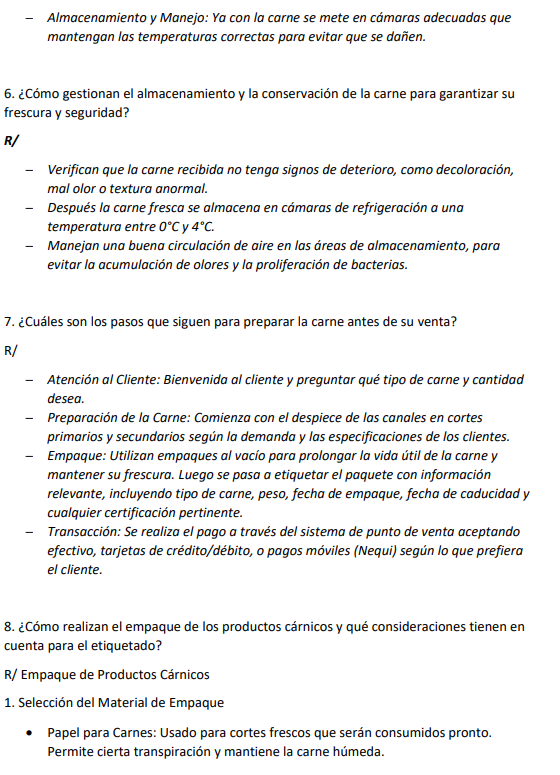 – Almacenamiento y Manejo: Ya con la carne se mete en cámaras adecuadas que
mantengan las temperaturas correctas para evitar que se dañen.
6. ¿Cómo gestionan el almacenamiento y la conservación de la carne para garantizar su
frescura y seguridad?
R/
– Verifican que la carne recibida no tenga signos de deterioro, como decoloración,
mal olor o textura anormal.
– Después la carne fresca se almacena en cámaras de refrigeración a una
temperatura entre 0°C y 4°C.
– Manejan una buena circulación de aire en las áreas de almacenamiento, para
evitar la acumulación de olores y la proliferación de bacterias.
7. ¿Cuáles son los pasos que siguen para preparar la carne antes de su venta?
R/
– Atención al Cliente: Bienvenida al cliente y preguntar qué tipo de carne y cantidad
desea.
– Preparación de la Carne: Comienza con el despiece de las canales en cortes
primarios y secundarios según la demanda y las especificaciones de los clientes.
– Empaque: Utilizan empaques al vacío para prolongar la vida útil de la carne y
mantener su frescura. Luego se pasa a etiquetar el paquete con información
relevante, incluyendo tipo de carne, peso, fecha de empaque, fecha de caducidad y
cualquier certificación pertinente.
– Transacción: Se realiza el pago a través del sistema de punto de venta aceptando
efectivo, tarjetas de crédito/débito, o pagos móviles (Nequi) según lo que prefiera
el cliente.
8. ¿Cómo realizan el empaque de los productos cárnicos y qué consideraciones tienen en
cuenta para el etiquetado?
R/ Empaque de Productos Cárnicos
1. Selección del Material de Empaque
• Papel para Carnes: Usado para cortes frescos que serán consumidos pronto.
Permite cierta transpiración y mantiene la carne húmeda.